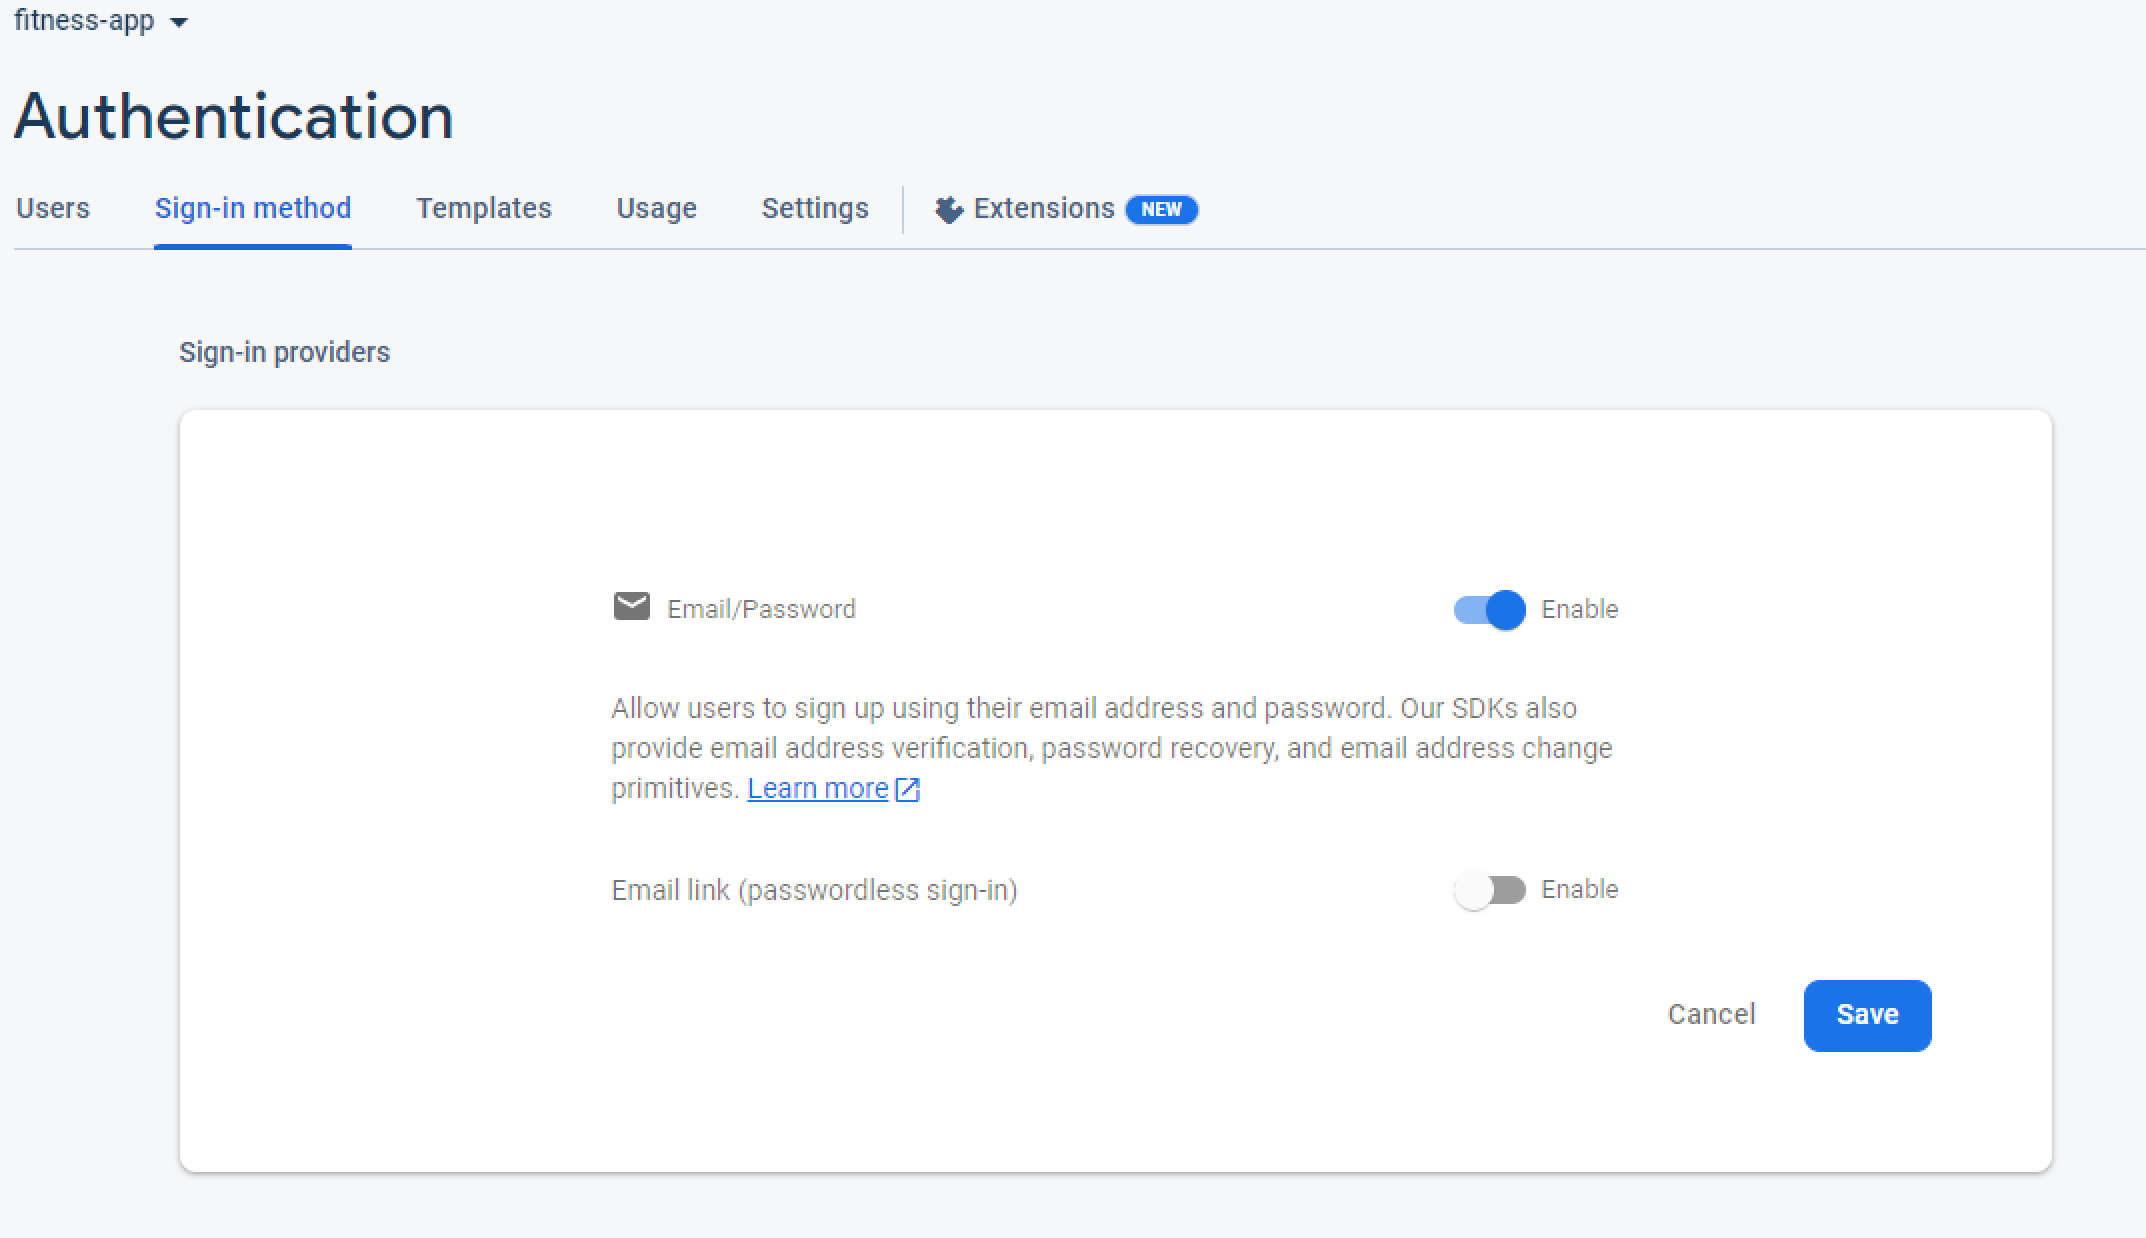 fitness-app
Authentication
Users Sign-in method Templates Usage Settings Extensions NEW
Sign-in providers
Email/Password Enable
Allow users to sign up using their email address and password. Our SDKs also
provide email address verification, password recovery, and email address change
primitives. Learn more
Email link (passwordless sign-in) Enable
Cancel Save